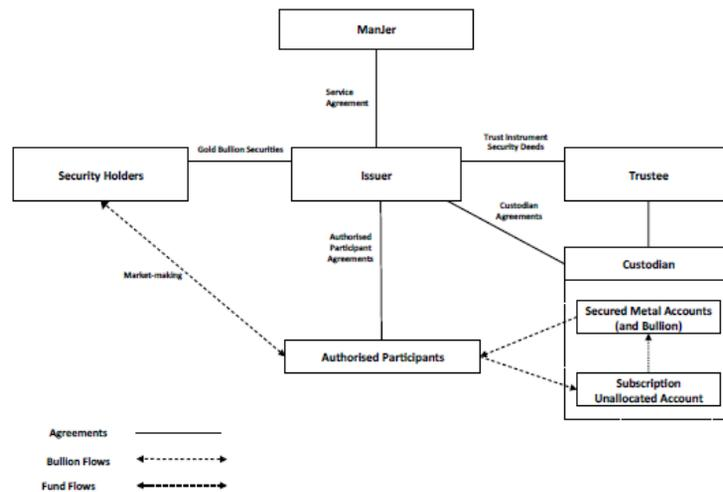 ManJer
Service
Agreement
Gold Bullion Securities
Trust Instrument
Security Deeds
Security Holders
Issuer
Trustee
Custodian
Agreements
Authorised
Participant
Agreements
Custodian
Market-making
Secured Metal Accounts
(and Bullion)
Authorised Participants
Subscription
Unallocated Account
Agreements
Bullion Flows
Fund Flows